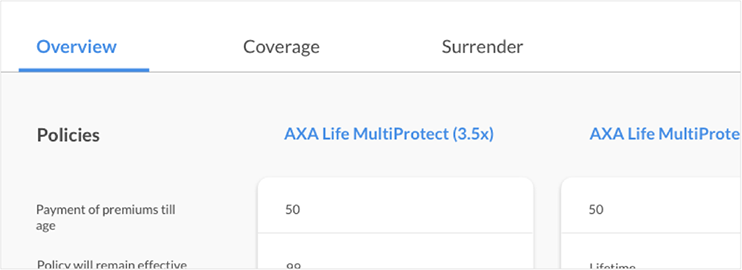 Overview Coverage Surrender
Policies AXA Life MultiProtect (3.5x) AXA Life MultiProte
Payment of premiums till 50 50
age
Policy will remain effective 99 Lifetime